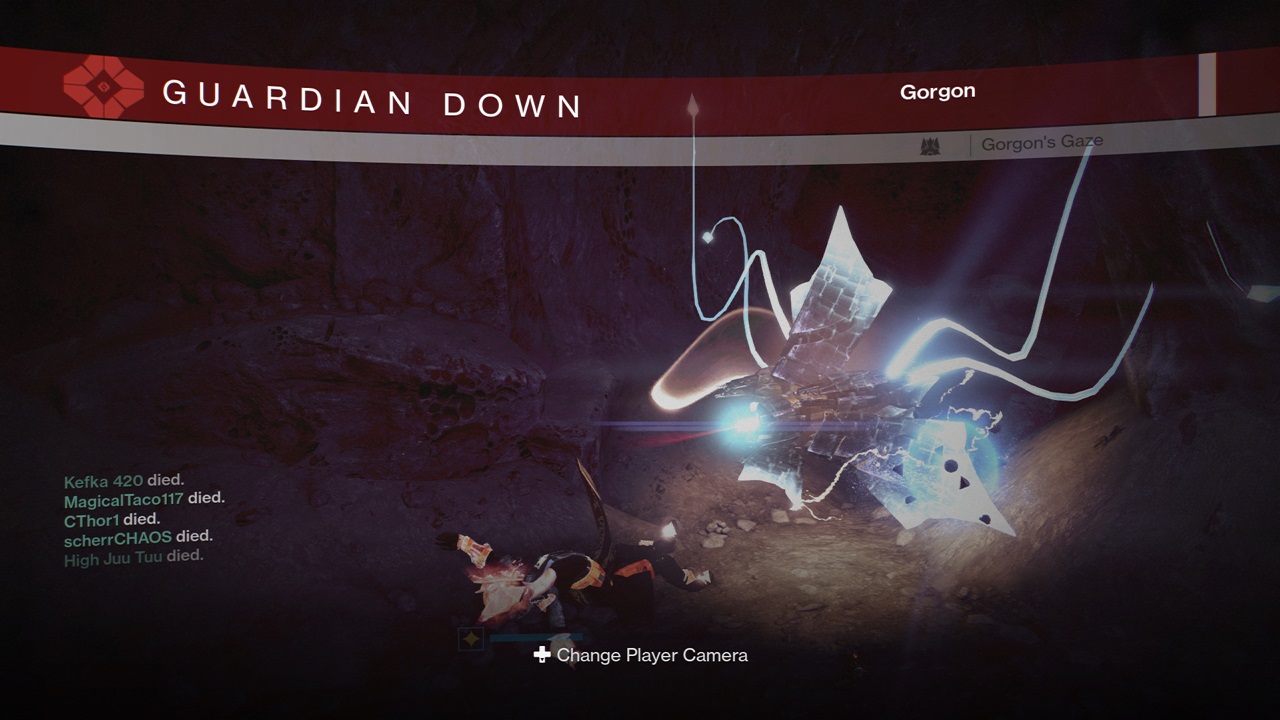 GUARDIAN DOWN
Gorgon
Gorgon's Gaze
Kefka 420 died.
MagicalTaco117 died.
CThor1 died.
scherrCHAOS died.
High Juu Tuu died.
Change Player Camera